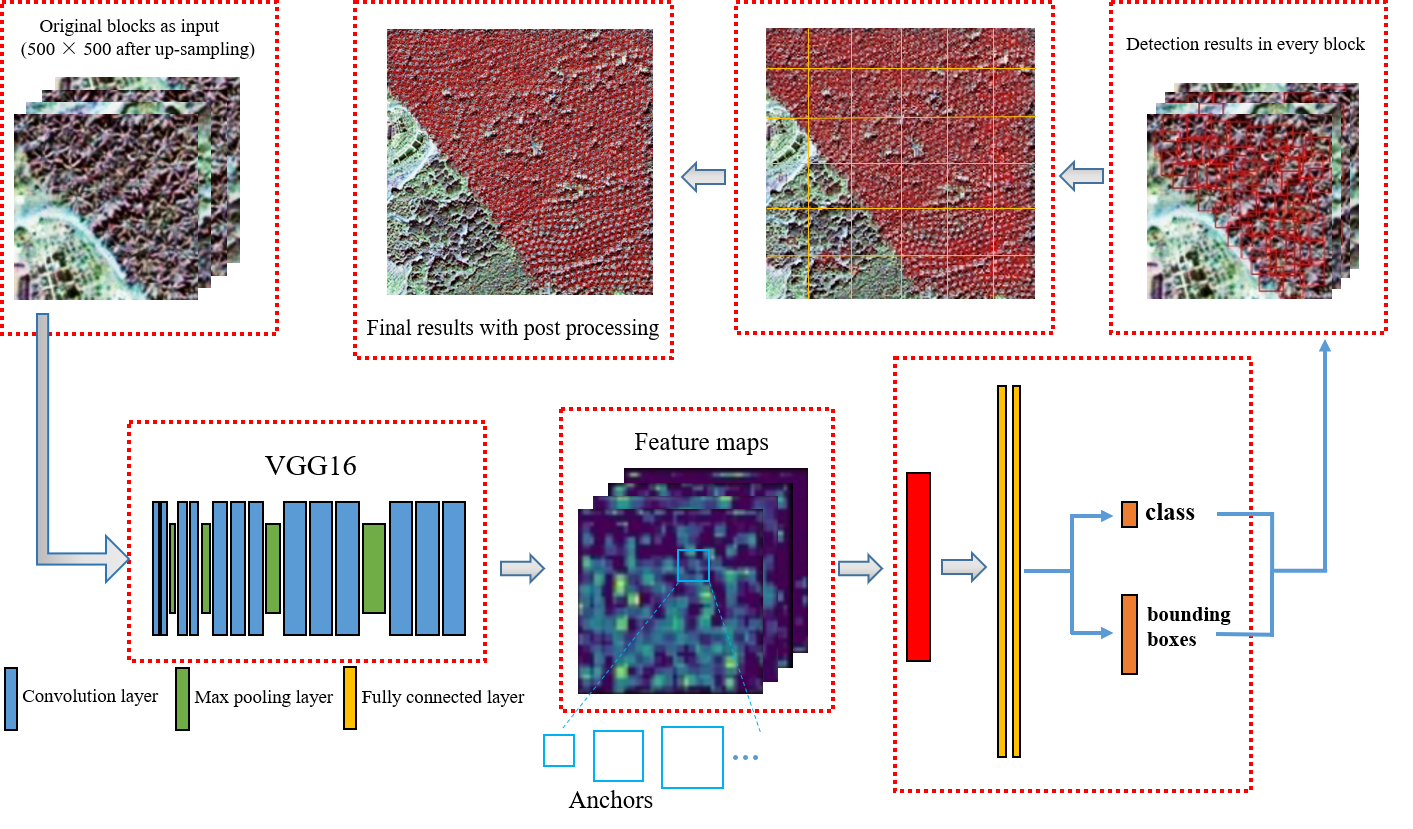 Original blocks as input
(500 × 500 after up-sampling)
Final results with post processing
Detection results in every block
VGG16
Feature maps
class
bounding
boxes
Convolution layer
Max pooling layer
Fully connected layer
Anchors